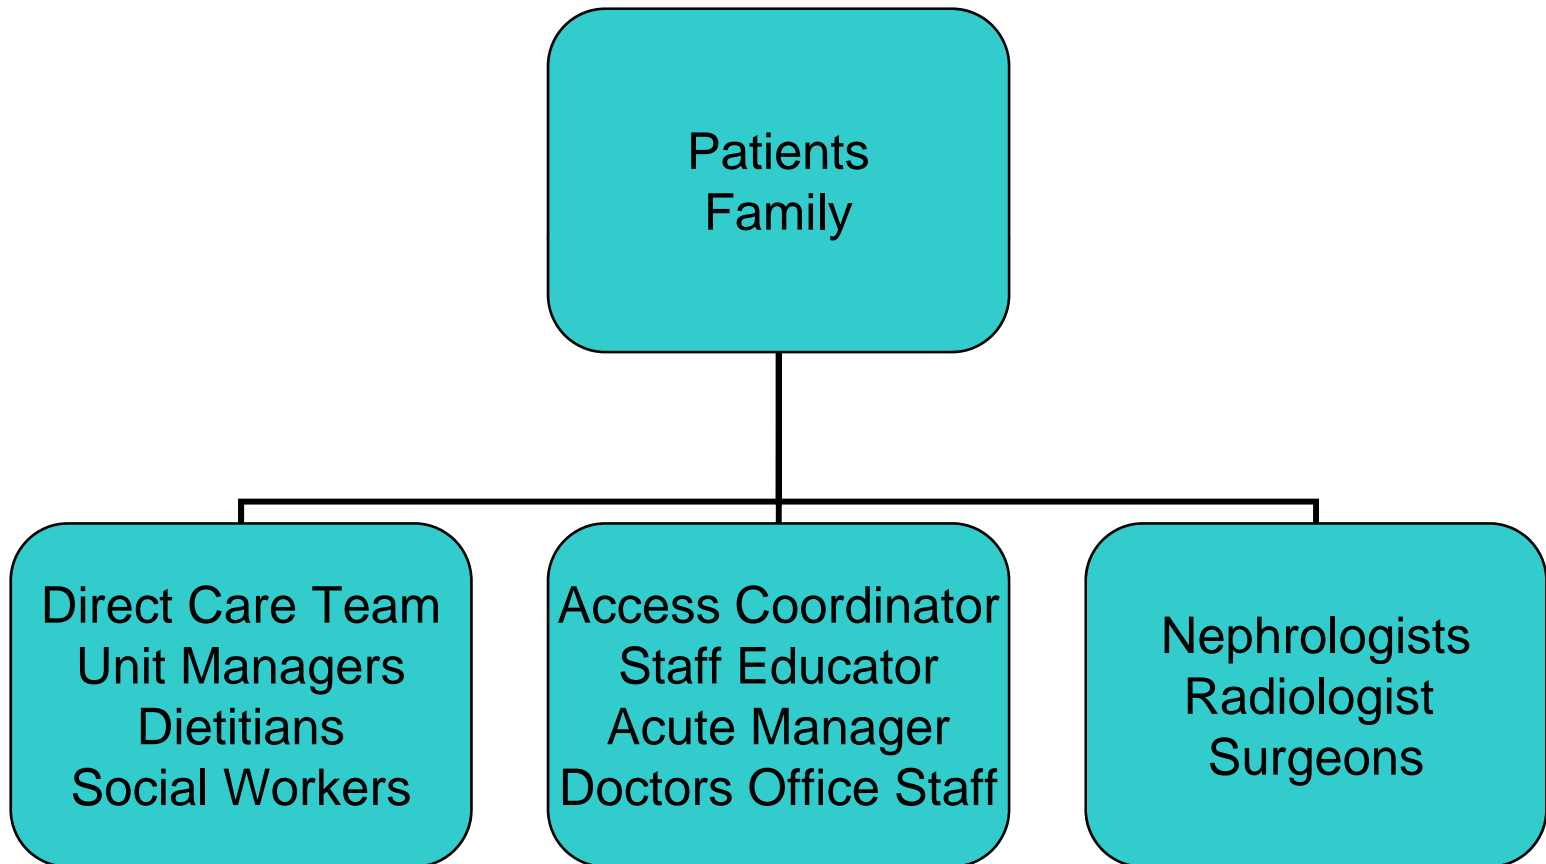 Patients
Family
Direct Care Team
Unit Managers
Dietitians
Social Workers
Access Coordinator
Staff Educator
Acute Manager
Doctors Office Staff
Nephrologists
Radiologist
Surgeons